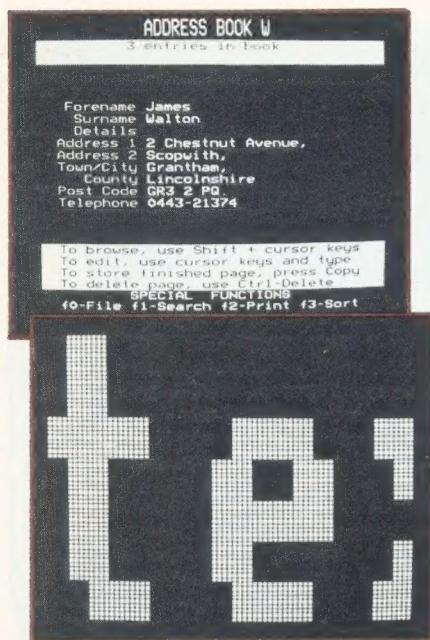 ADDRESS BOOK W
3 entries in book
Forename James
Surname Walton
Details
Address 1 2 Chestnut Avenue,
Address 2 Scopwith,
Town/City Grantham,
County Lincolnshire
Post Code GR3 2 PQ.
Telephone 0443-21374
To browse, use Shift + cursor keys
To edit, use cursor keys and type
To store finished page, press Copy
To delete page, use Ctrl-Delete
SPECIAL FUNCTIONS
f0-File f1-Search f2-Print f3-Sort
te